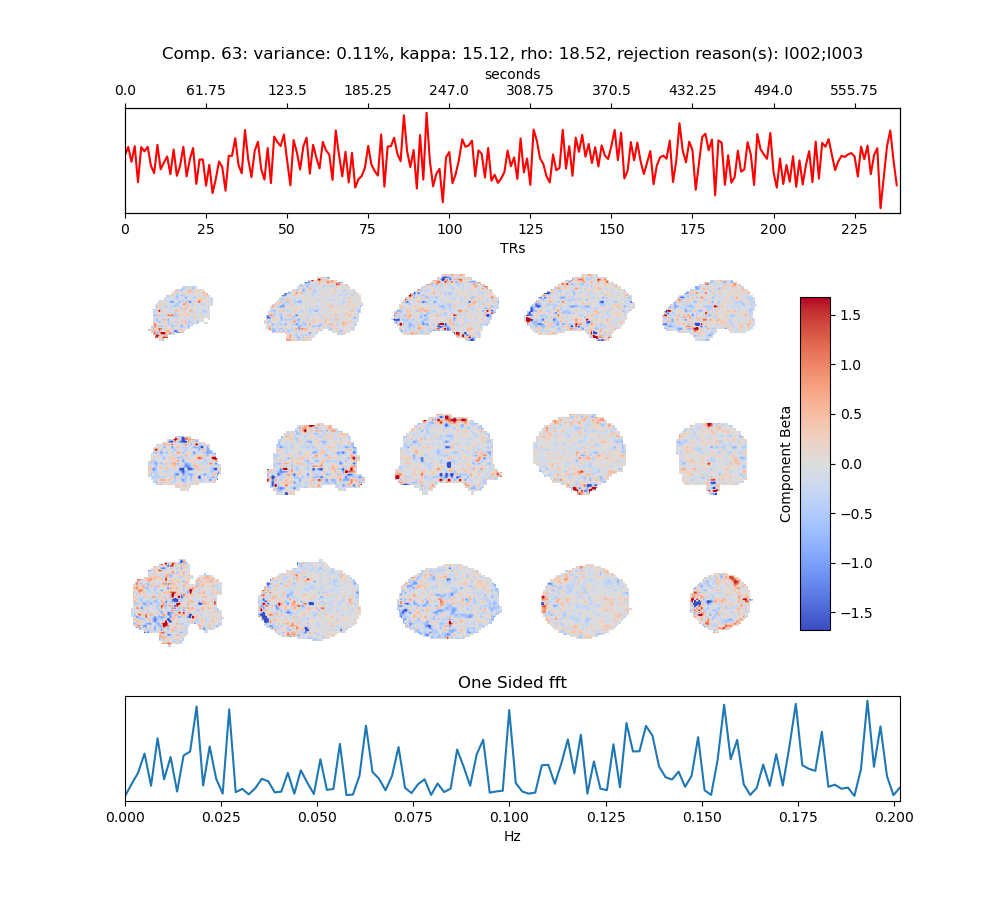 Comp. 63: variance: 0.11%, kappa: 15.12, rho: 18.52, rejection reason(s): I002;I003
seconds
0.0 61.75 123.5 185.25 247.0 308.75 370.5 432.25 494.0 555.75
0 25 50 75 100 125 150 175 200 225
TRs
Component Beta
1.5
1.0
0.5
0.0
−0.5
−1.0
−1.5
One Sided fft
0.000 0.025 0.050 0.075 0.100 0.125 0.150 0.175 0.200
Hz